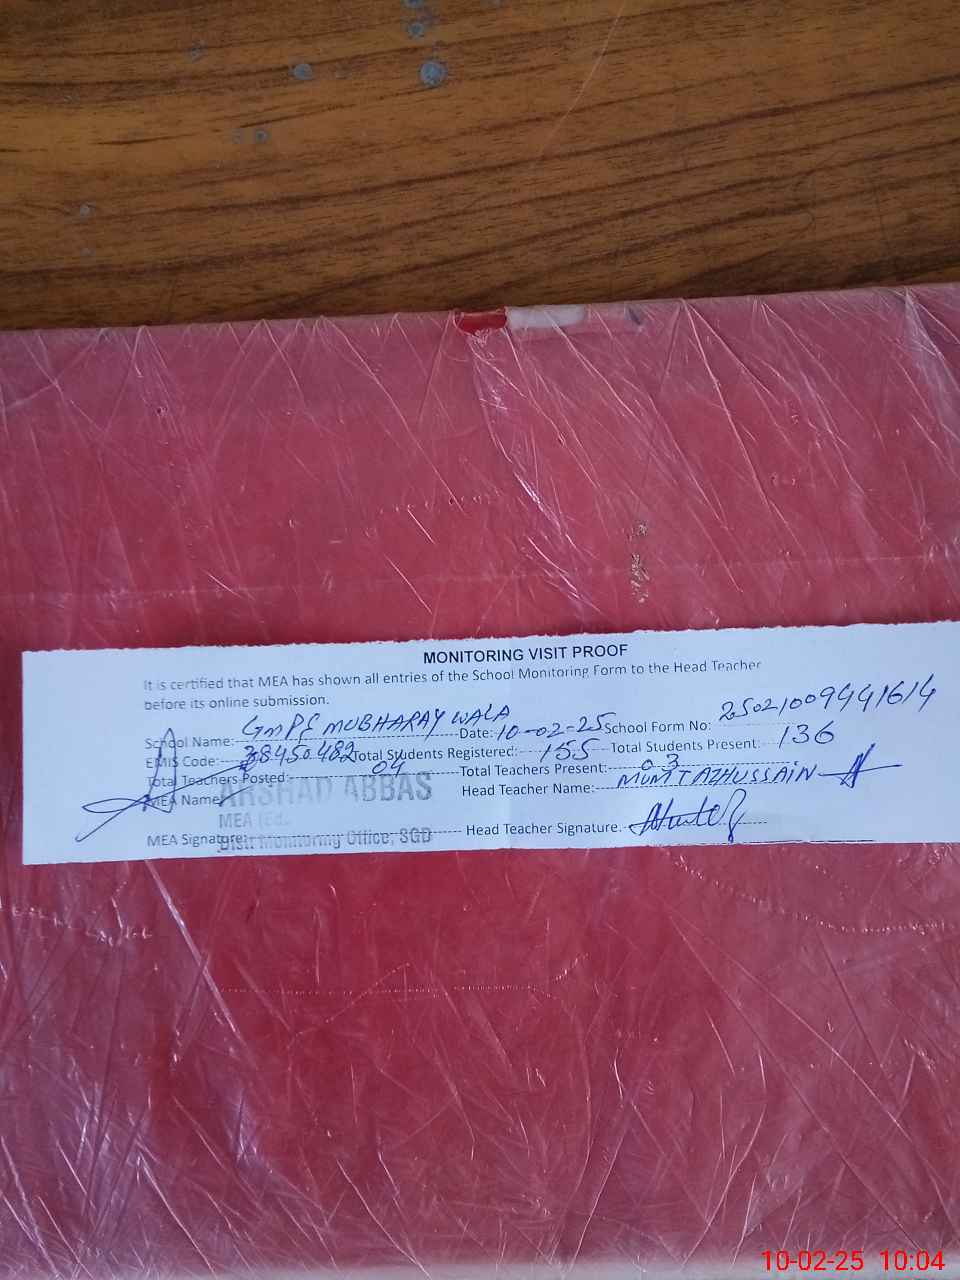 MONITORING VISIT PROOF
It is certified that MEA has shown all entries of the School Monitoring Form to the Head Teacher
before its online submission.
School Name: GMPS MUBHARAY WALA Date: 10-02-25 School Form No:
EMIS Code: 38450482 Total Students Registered: 155 Total Students Present: 136
Total Teachers Posted: 04 Total Teachers Present: 03
MEA Name: ARSHAD ABBAS Head Teacher Name: MUMTAZ HUSSAIN
MEA (Edu.
MEA Signature: Distt Monitoring Office, SGD Head Teacher Signature.
10-02-25 10:04